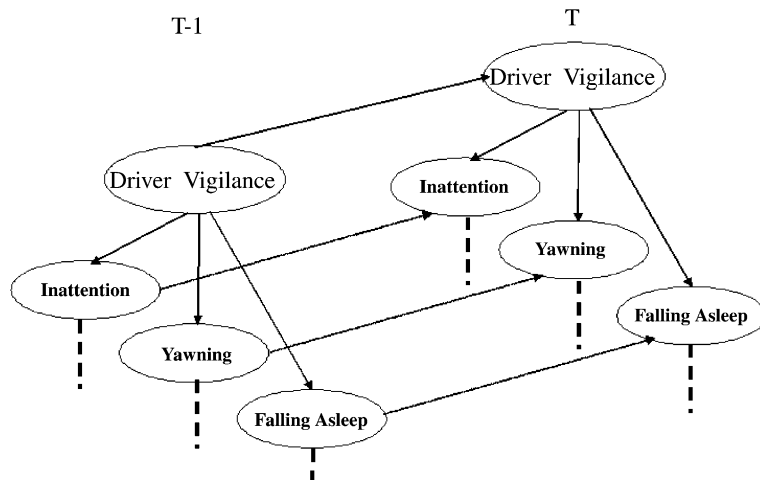 T-1
T
Driver Vigilance
Driver Vigilance
Inattention
Yawning
Falling Asleep
Inattention
Yawning
Falling Asleep